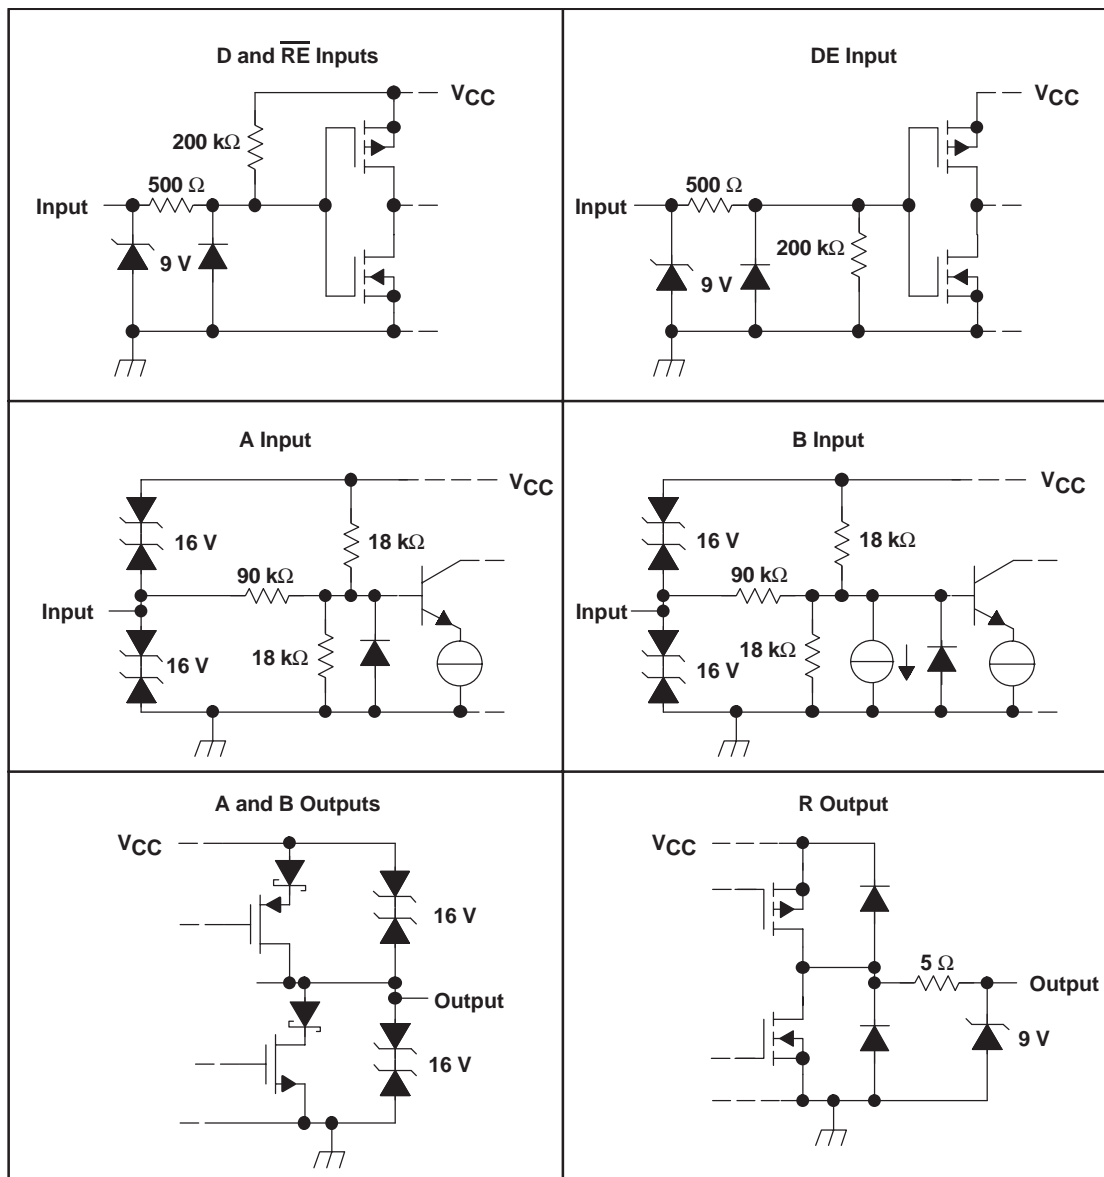 D and R̅E̅ Inputs
VCC
200 kΩ
500 Ω
Input
9 V
DE Input
VCC
500 Ω
Input
200 kΩ
9 V
A Input
VCC
16 V
18 kΩ
90 kΩ
Input
18 kΩ
16 V
B Input
VCC
16 V
18 kΩ
90 kΩ
Input
18 kΩ
16 V
A and B Outputs
VCC
16 V
Output
16 V
R Output
VCC
5 Ω
Output
9 V